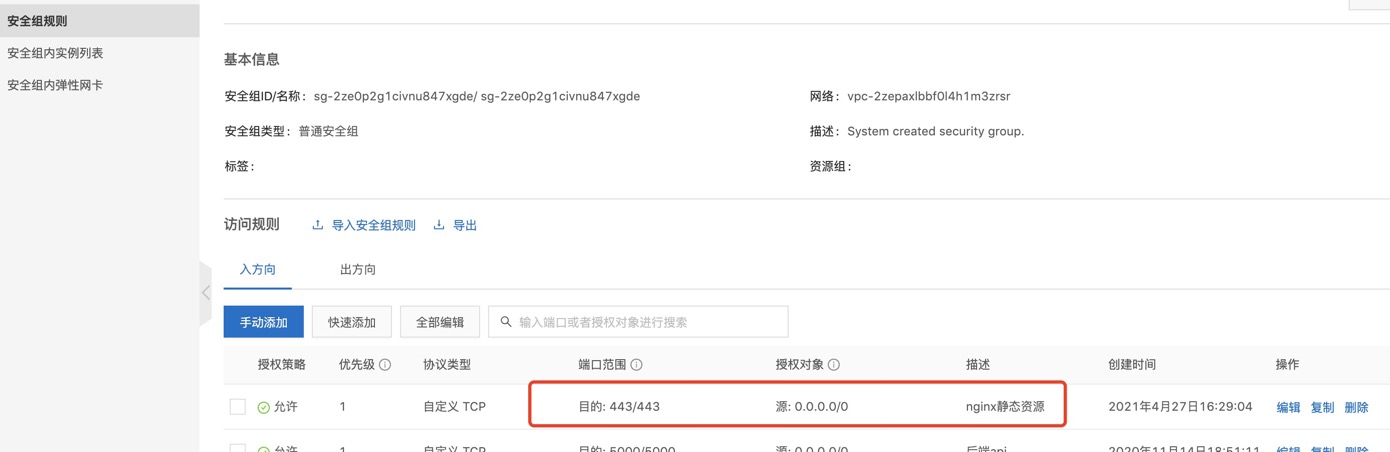 安全组规则
安全组内实例列表
安全组内弹性网卡
基本信息
安全组ID/名称： sg-2ze0p2g1civnu847xgde/ sg-2ze0p2g1civnu847xgde 网络： vpc-2zepaxlbbf0l4h1m3zrsr
安全组类型： 普通安全组 描述： System created security group.
标签： 资源组：
访问规则 导入安全组规则 导出
入方向 出方向
手动添加 快速添加 全部编辑 输入端口或者授权对象进行搜索
授权策略 优先级 协议类型 端口范围 授权对象 描述 创建时间 操作
允许 1 自定义 TCP 目的: 443/443 源: 0.0.0.0/0 nginx静态资源 2021年4月27日16:29:04 编辑 复制 删除
允许 1 自定义 TCP 目的: 5000/5000 源: 0.0.0.0/0 后端api 2020年11月14日18:51:11 编辑 复制 删除